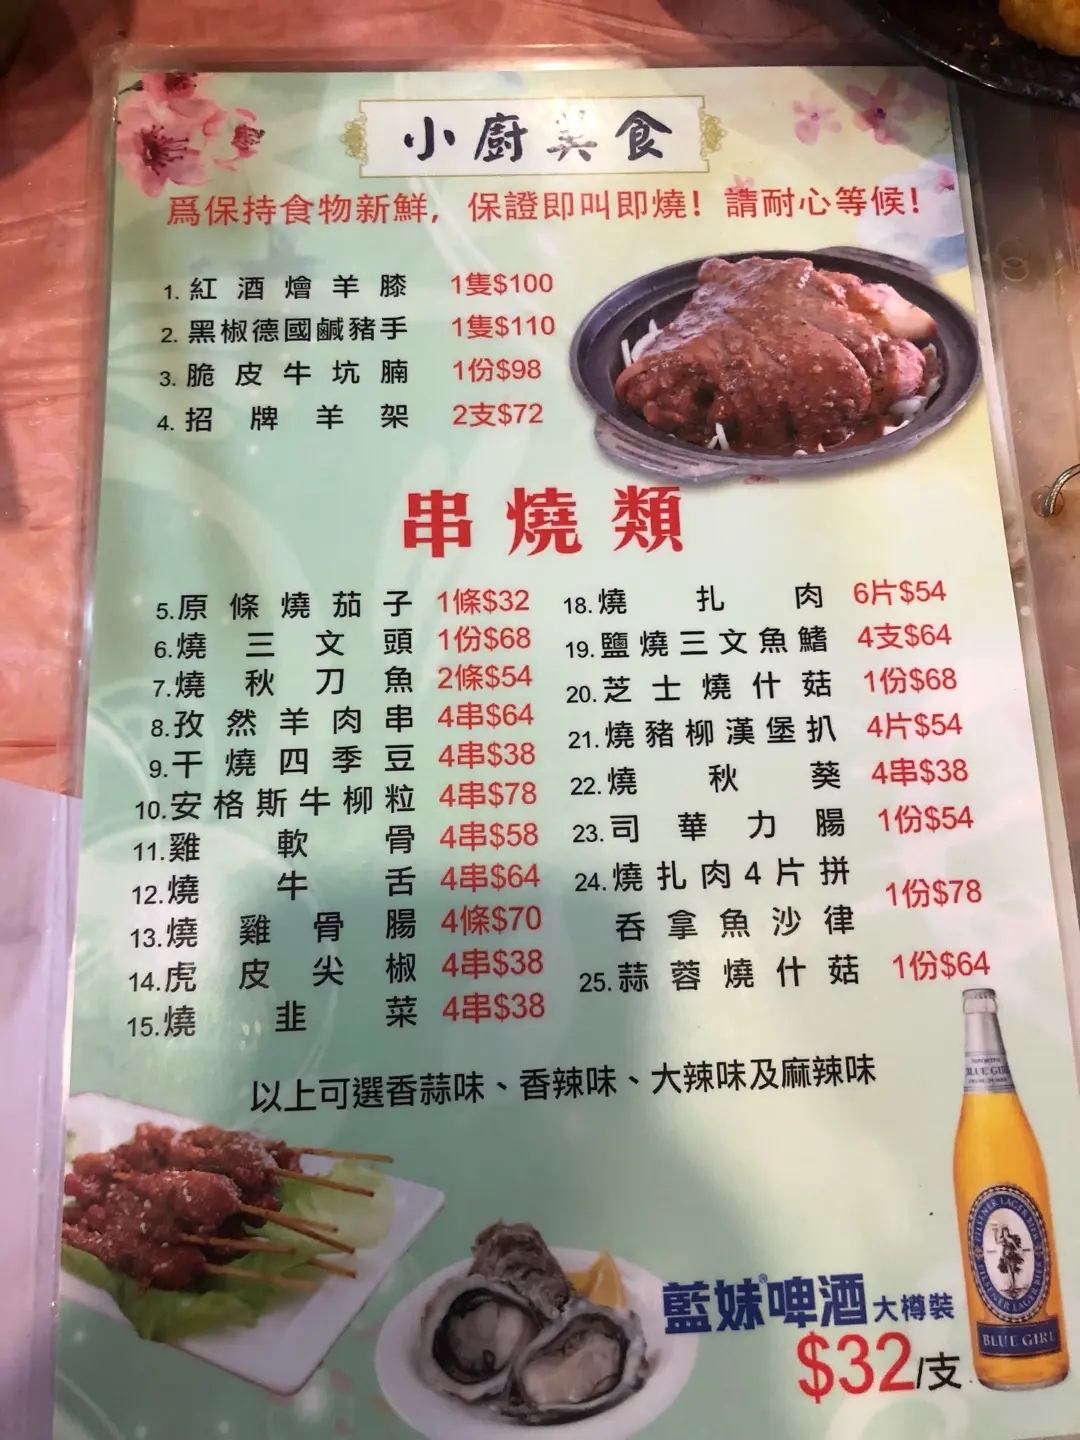 小廚美食
爲保持食物新鮮，保證即叫即燒！請耐心等候！
1. 紅酒燴羊膝 1隻$100
2. 黑椒德國鹹豬手 1隻$110
3. 脆皮牛坑腩 1份$98
4. 招牌羊架 2支$72
串燒類
5.原條燒茄子 1條$32
6.燒三文頭 1份$68
7.燒秋刀魚 2條$54
8.孜然羊肉串 4串$64
9.干燒四季豆 4串$38
10.安格斯牛柳粒 4串$78
11.雞軟骨 4串$58
12.燒牛舌 4串$64
13.燒雞骨腸 4條$70
14.虎皮尖椒 4串$38
15.燒韭菜 4串$38
18.燒扎肉 6片$54
19.鹽燒三文魚鰭 4支$64
20.芝士燒什菇 1份$68
21.燒豬柳漢堡扒 4片$54
22.燒秋葵 4串$38
23.司華力腸 1份$54
24.燒扎肉4片拼
吞拿魚沙律 1份$78
25.蒜蓉燒什菇 1份$64
以上可選香蒜味、香辣味、大辣味及麻辣味
藍妹®啤酒大樽裝
$32/支
BLUE GIRL
PILSENER LAGER BIER
BLUE GIRL